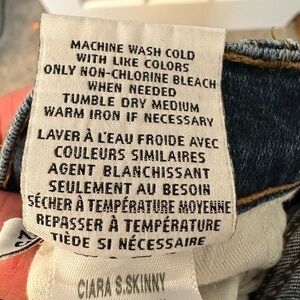 MACHINE WASH COLD
WITH LIKE COLORS
ONLY NON-CHLORINE BLEACH
WHEN NEEDED
TUMBLE DRY MEDIUM
WARM IRON IF NECESSARY
LAVER À L'EAU FROIDE AVEC
COULEURS SIMILAIRES
AGENT BLANCHISSANT
SEULEMENT AU BESOIN
SÉCHER À TEMPÉRATURE MOYENNE
REPASSER À TEMPÉRATURE
TIÈDE SI NÉCESSAIRE
CIARA S.SKINNY